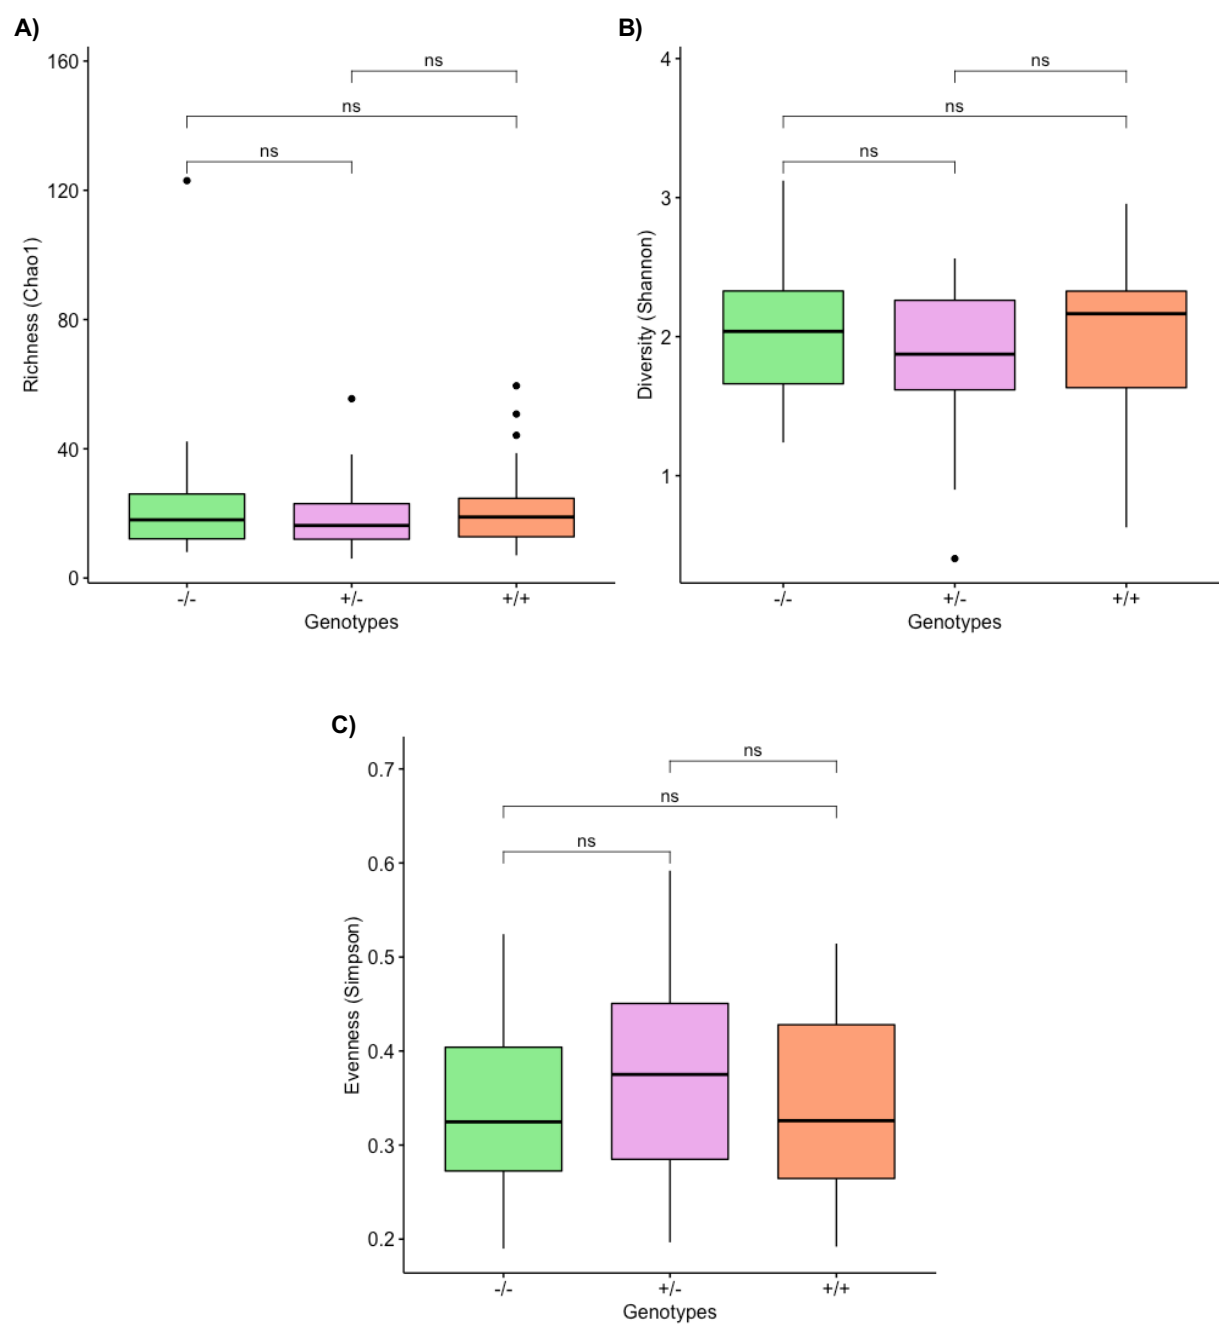 A)
160
120
80
40
0
Richness (Chao1)
ns
ns
ns
-/-
+/-
+/+
Genotypes
B)
4
3
2
1
Diversity (Shannon)
ns
ns
ns
-/-
+/-
+/+
Genotypes
C)
0.7
0.6
0.5
0.4
0.3
0.2
Evenness (Simpson)
ns
ns
ns
-/-
+/-
+/+
Genotypes